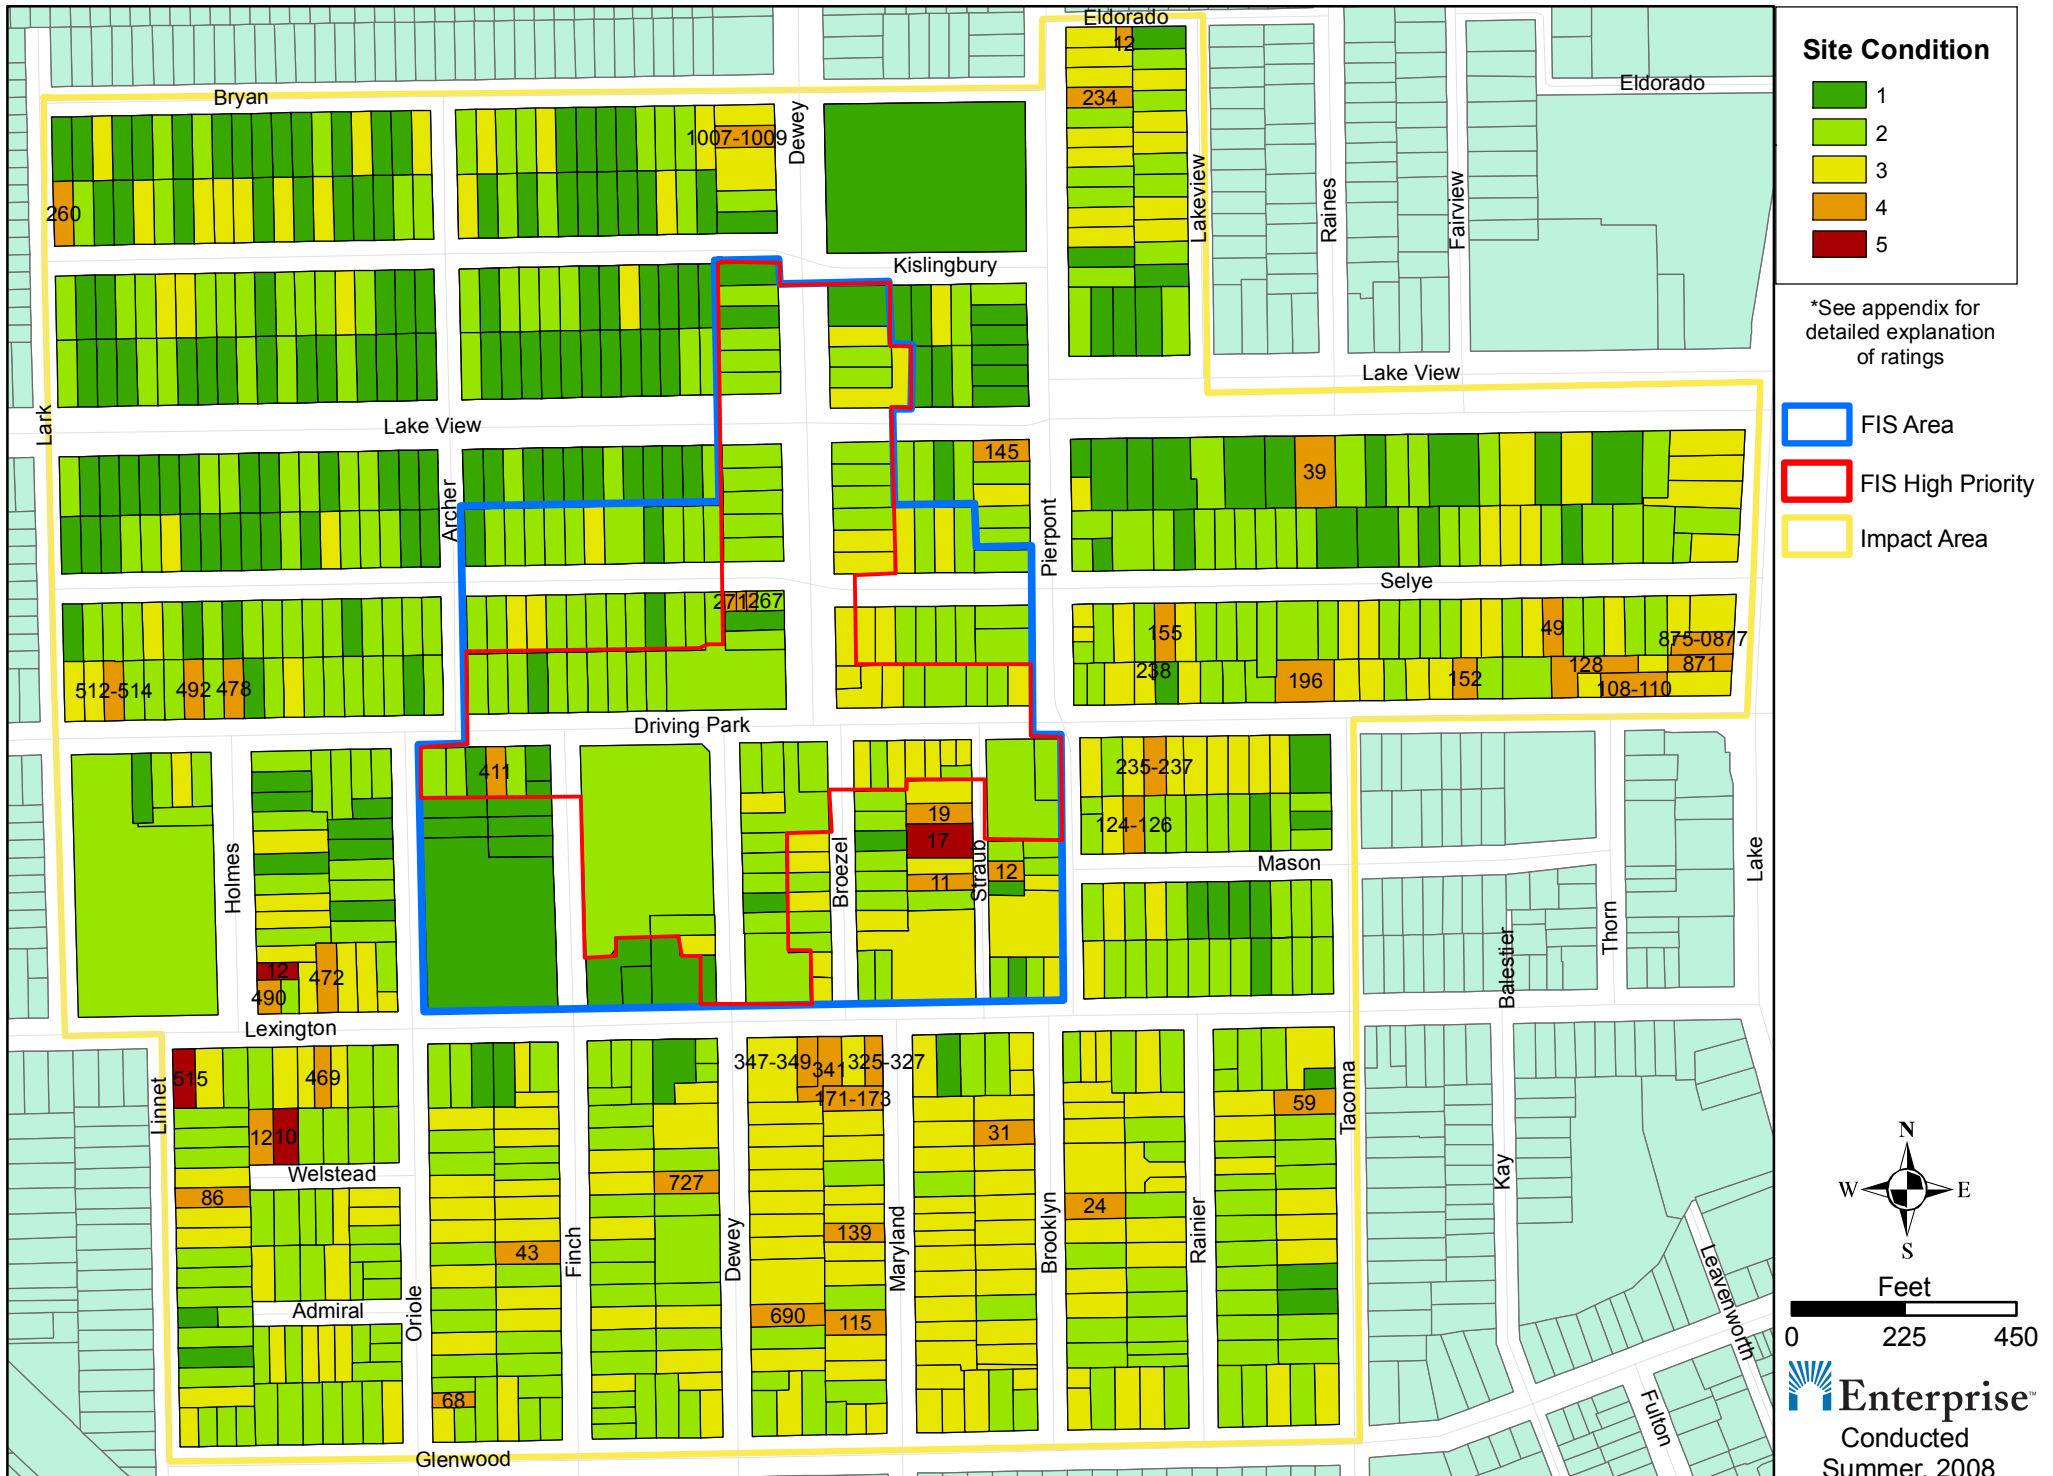 Eldorado
12
Site Condition
1
2
3
4
5
Bryan
234
Eldorado
1007-1009
Dewey
260
Lakeview
Raines
Fairview
Kislingbury
*See appendix for
detailed explanation
of ratings
Lake View
Lark
Lake View
FIS Area
FIS High Priority
Impact Area
145
39
Archer
Pierpont
Selye
271
267
155
49
875-0877
238
128
871
512-514
492
478
196
152
108-110
Driving Park
411
235-237
19
124-126
17
Holmes
Broezel
Straub
Mason
Lake
12
11
Balestier
Thorn
12
472
490
Lexington
515
469
347-349
341
325-327
171-173
Linnet
59
Tacoma
12
10
31
Welstead
86
727
24
Kay
N
W
E
S
139
43
Finch
Dewey
Maryland
Brooklyn
Rainier
Leavenworth
Admiral
Oriole
690
115
Feet
0
225
450
68
Fulton
Enterprise™
Glenwood
Conducted
Summer, 2008